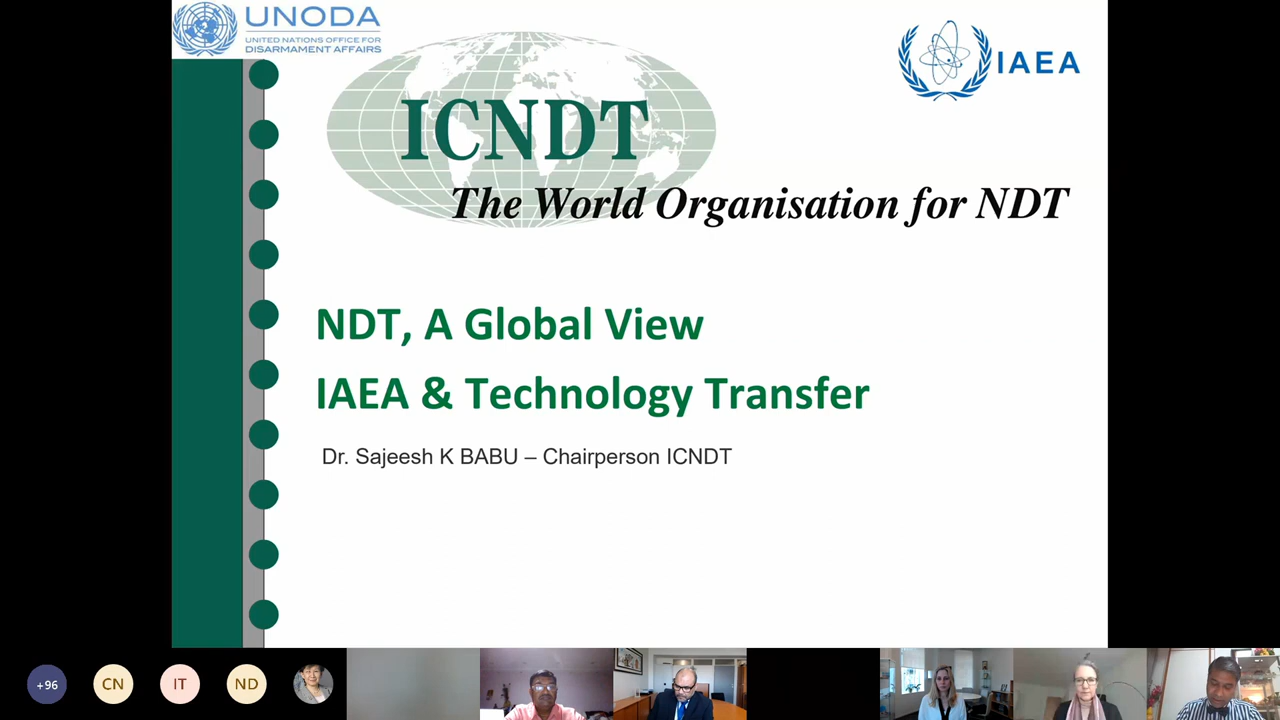 UNODA
UNITED NATIONS OFFICE FOR
DISARMAMENT AFFAIRS
IAEA
ICNDT
The World Organisation for NDT
NDT, A Global View
IAEA & Technology Transfer
Dr. Sajeesh K BABU – Chairperson ICNDT
+96
CN
IT
ND